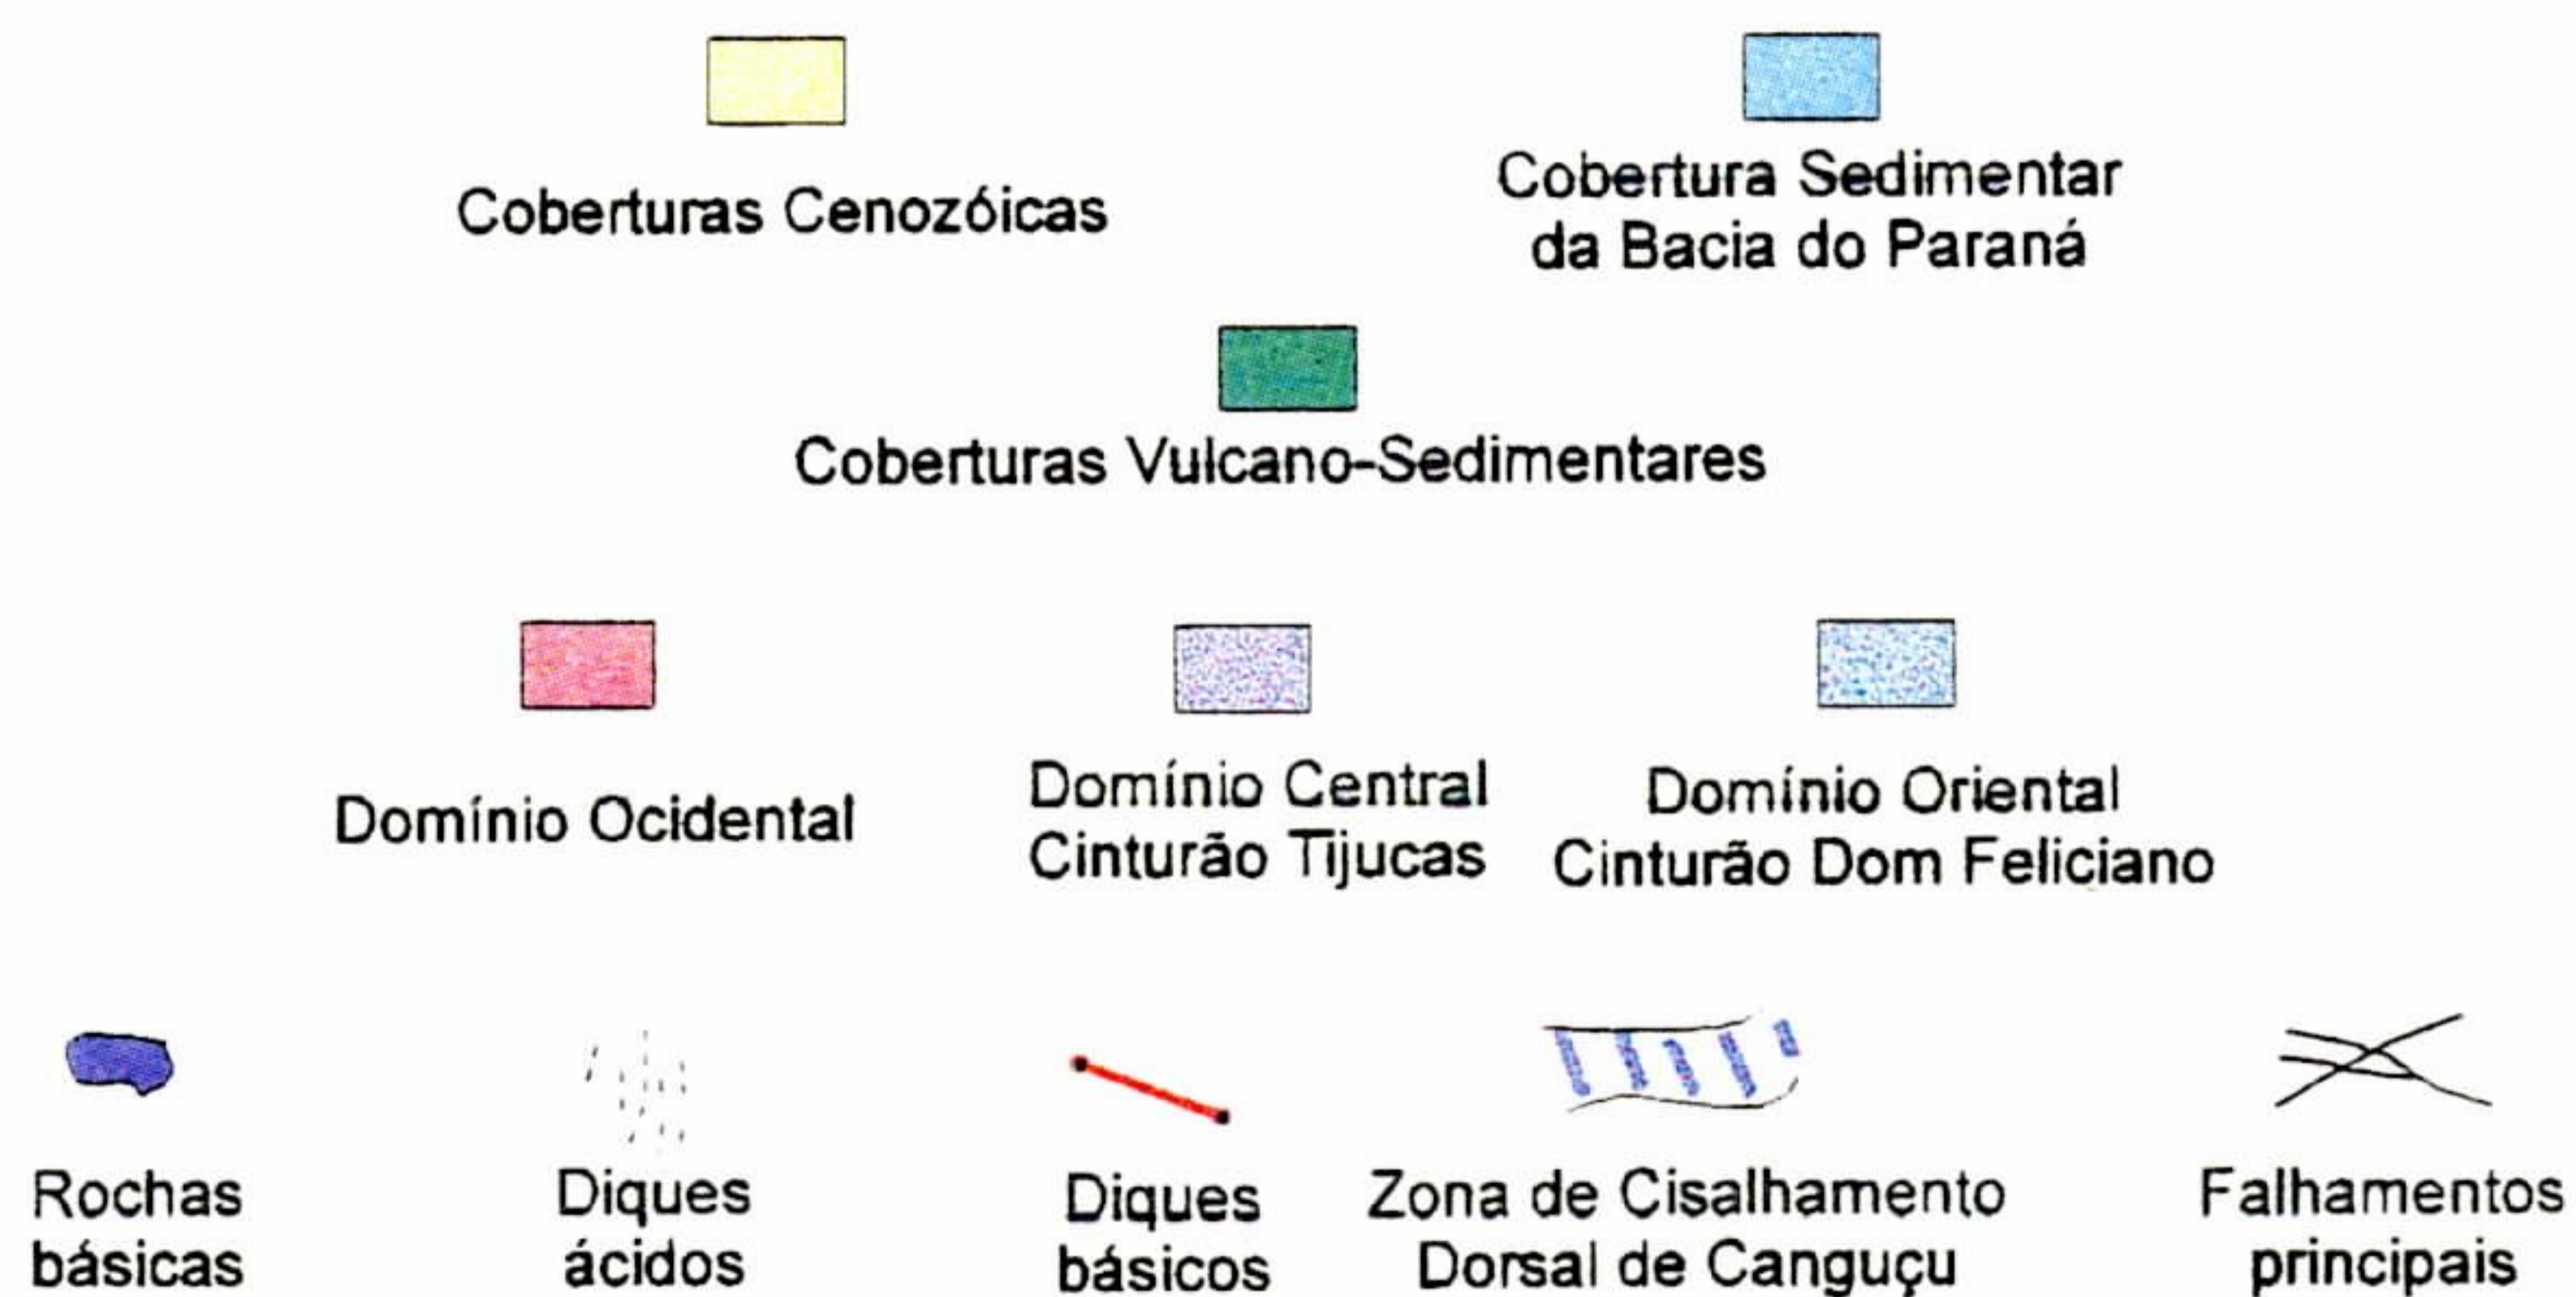 Coberturas Cenozóicas
Cobertura Sedimentar
da Bacia do Paraná
Coberturas Vulcano-Sedimentares
Domínio Ocidental
Domínio Central
Cinturão Tijucas
Domínio Oriental
Cinturão Dom Feliciano
Rochas
básicas
Diques
ácidos
Diques
básicos
Zona de Cisalhamento
Dorsal de Canguçu
Falhamentos
principais